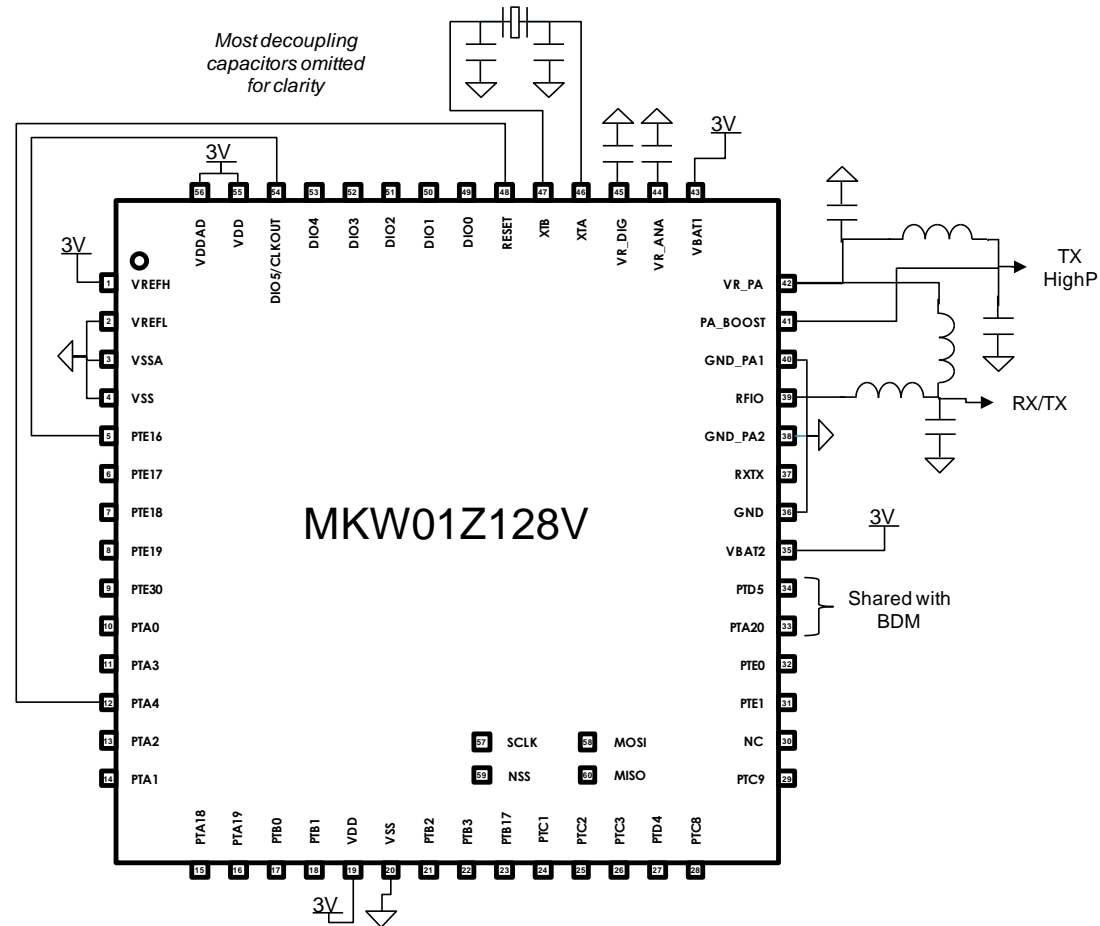 Most decoupling
capacitors omitted
for clarity
3V
3V
3V
56
55
54
53
52
51
50
49
48
47
46
45
44
43
VDDAD
VDD
DIO5/CLKOUT
DIO4
DIO3
DIO2
DIO1
DIO0
RESET
XTB
XTA
VR_DIG
VR_ANA
VBAT1
1 VREFH
2 VREFL
3 VSSA
4 VSS
5 PTE16
6 PTE17
7 PTE18
8 PTE19
9 PTE30
10 PTA0
11 PTA3
12 PTA4
13 PTA2
14 PTA1
MKW01Z128V
VR_PA 42
PA_BOOST 41
GND_PA1 40
RFIO 39
GND_PA2 38
RXTX 37
GND 36
VBAT2 35
PTD5 34
PTA20 33
PTE0 32
PTE1 31
NC 30
PTC9 29
TX
HighP
RX/TX
3V
Shared with
BDM
57 SCLK
58 MOSI
59 NSS
60 MISO
PTA18
PTA19
PTB0
PTB1
VDD
VSS
PTB2
PTB3
PTB17
PTC1
PTC2
PTC3
PTD4
PTC8
15
16
17
18
19
20
21
22
23
24
25
26
27
28
3V